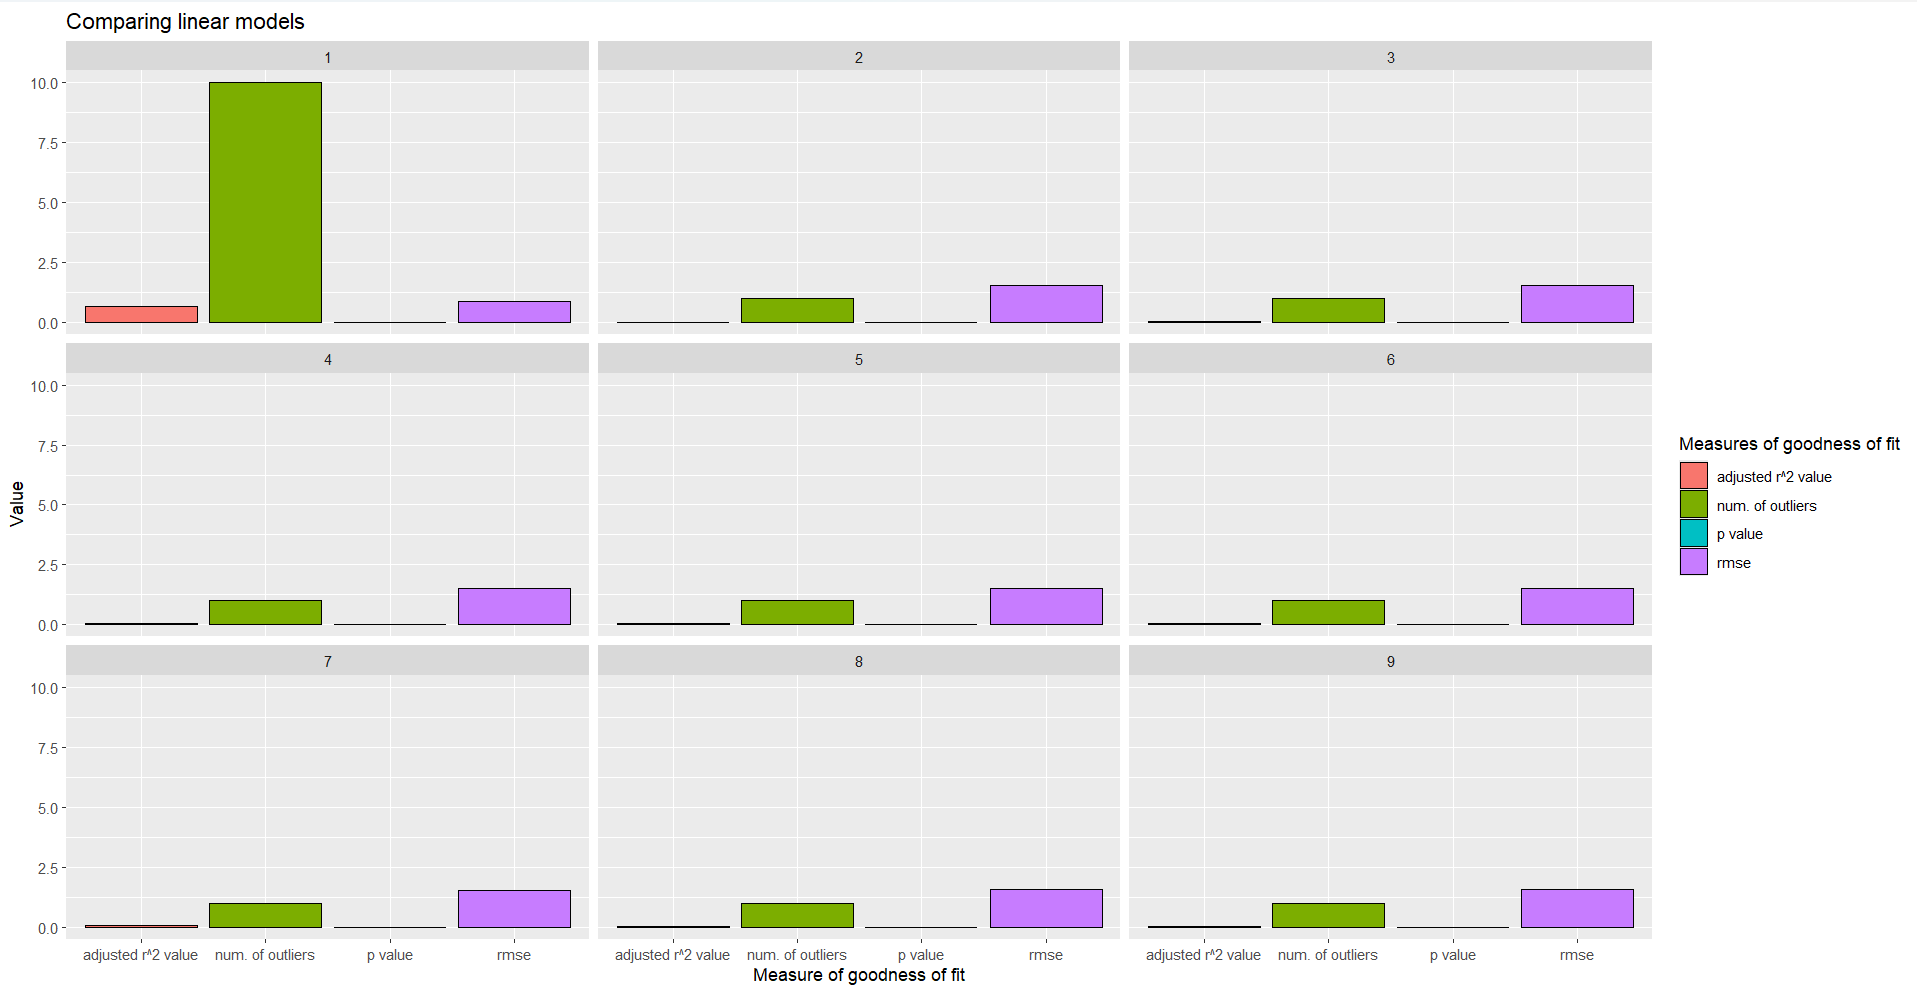 Comparing linear models
1
2
3
10.0
7.5
5.0
2.5
0.0
4
5
6
10.0
7.5
5.0
2.5
0.0
7
8
9
10.0
7.5
5.0
2.5
0.0
adjusted r^2 value
num. of outliers
p value
rmse
adjusted r^2 value
num. of outliers
p value
rmse
adjusted r^2 value
num. of outliers
p value
rmse
Measure of goodness of fit
Value
Measures of goodness of fit
adjusted r^2 value
num. of outliers
p value
rmse